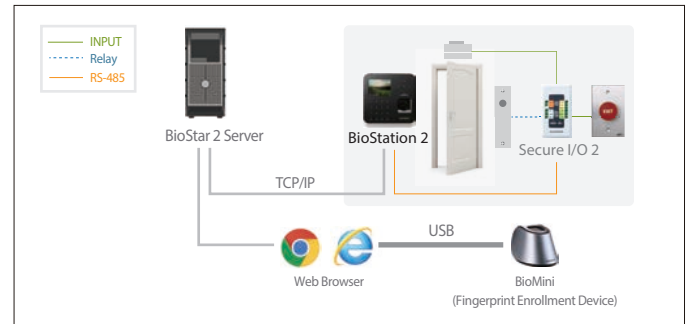 INPUT
Relay
RS-485
BioStar 2 Server
BioStation 2
EXIT
Secure I/O 2
TCP/IP
USB
Web Browser
BioMini
(Fingerprint Enrollment Device)